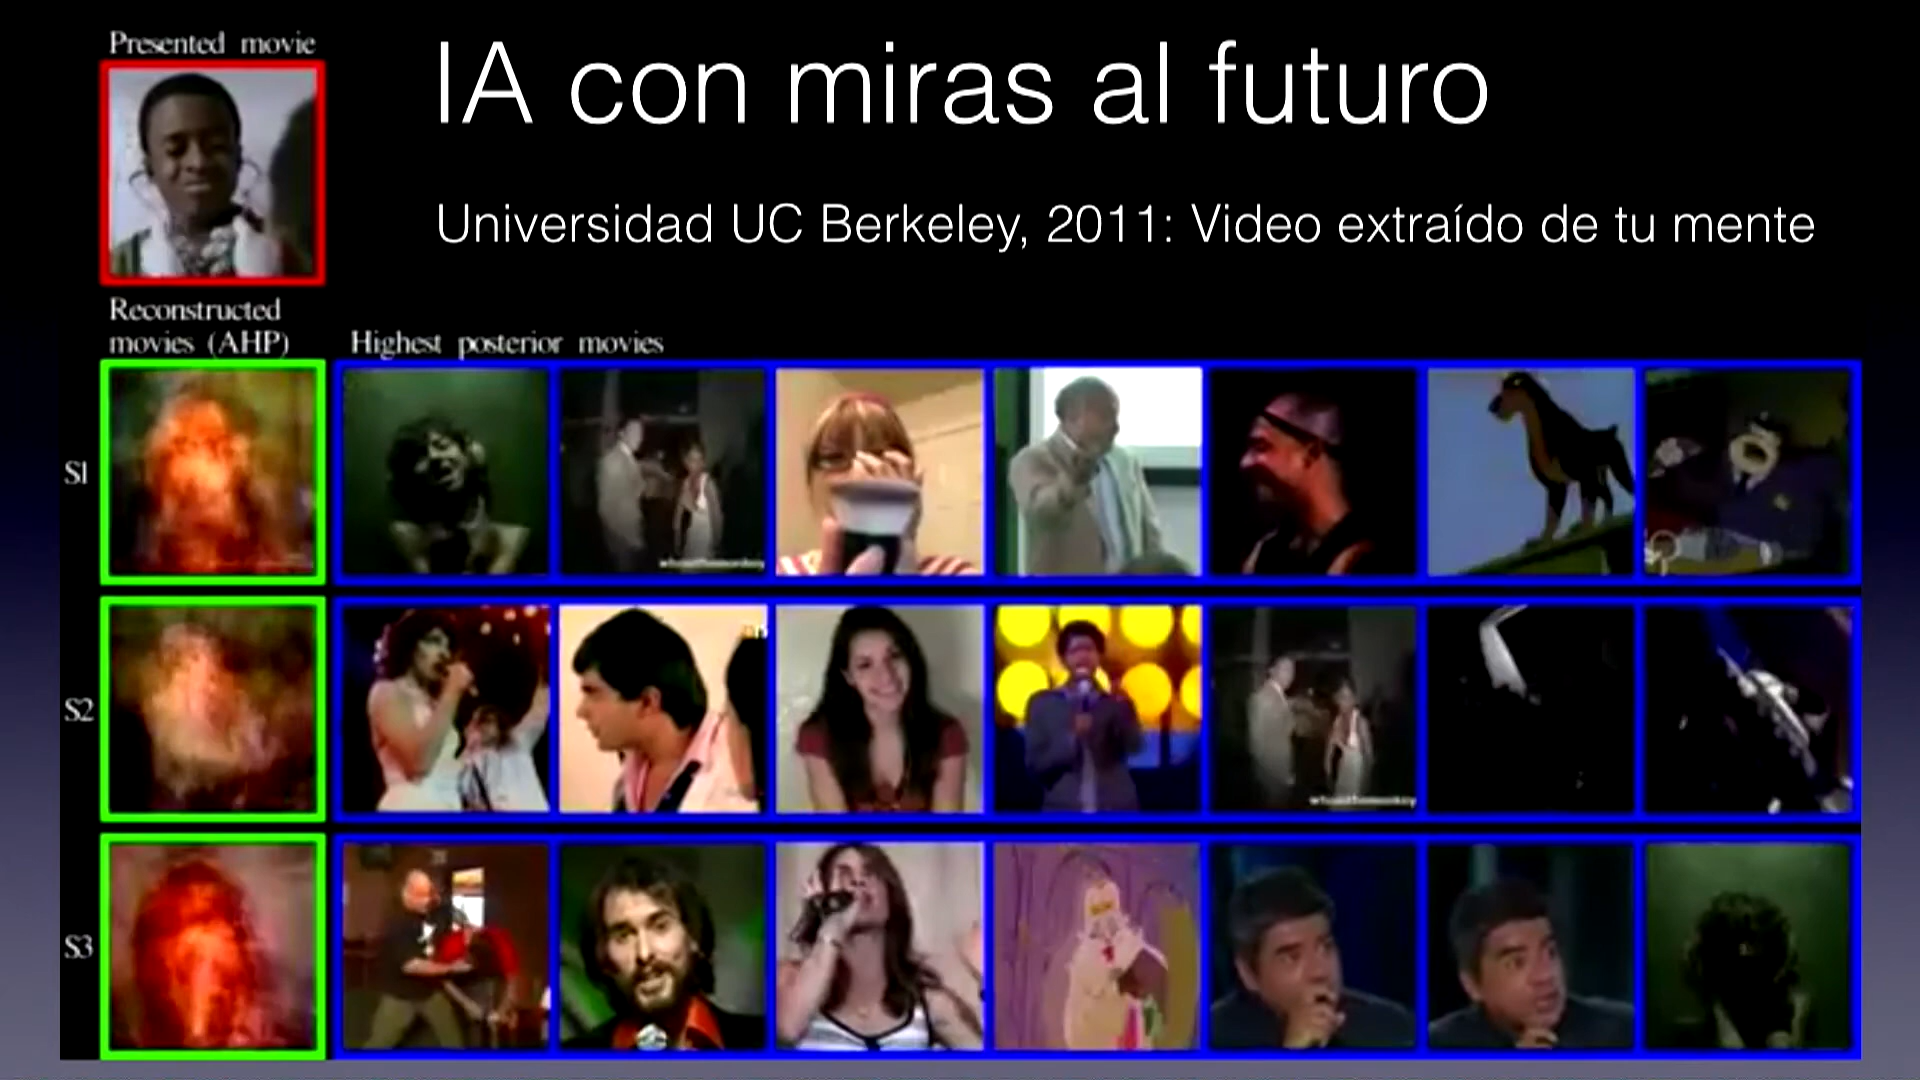 Presented movie
IA con miras al futuro
Universidad UC Berkeley, 2011: Video extraído de tu mente
Reconstructed
movies (AHP)
Highest posterior movies
S1
S2
S3